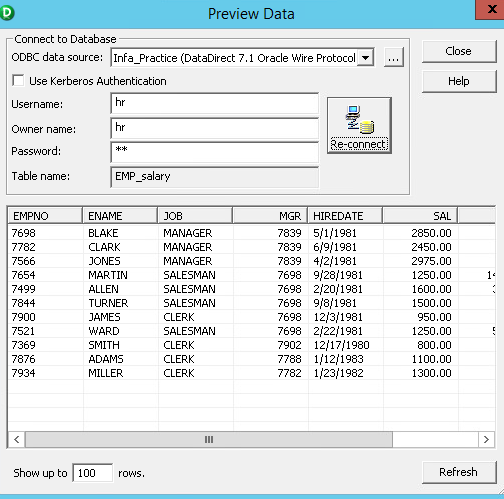 Preview Data
Connect to Database
ODBC data source: Infa_Practice (DataDirect 7.1 Oracle Wire Protocol ...
Close
Use Kerberos Authentication
Help
Username: hr
Owner name: hr
Re-connect
Password: **
Table name: EMP_salary
EMPNO ENAME JOB MGR HIREDATE SAL
7698 BLAKE MANAGER 7839 5/1/1981 2850.00
7782 CLARK MANAGER 7839 6/9/1981 2450.00
7566 JONES MANAGER 7839 4/2/1981 2975.00
7654 MARTIN SALESMAN 7698 9/28/1981 1250.00 14
7499 ALLEN SALESMAN 7698 2/20/1981 1600.00 3
7844 TURNER SALESMAN 7698 9/8/1981 1500.00
7900 JAMES CLERK 7698 12/3/1981 950.00
7521 WARD SALESMAN 7698 2/22/1981 1250.00 5
7369 SMITH CLERK 7902 12/17/1980 800.00
7876 ADAMS CLERK 7788 1/12/1983 1100.00
7934 MILLER CLERK 7782 1/23/1982 1300.00
Show up to 100 rows.
Refresh